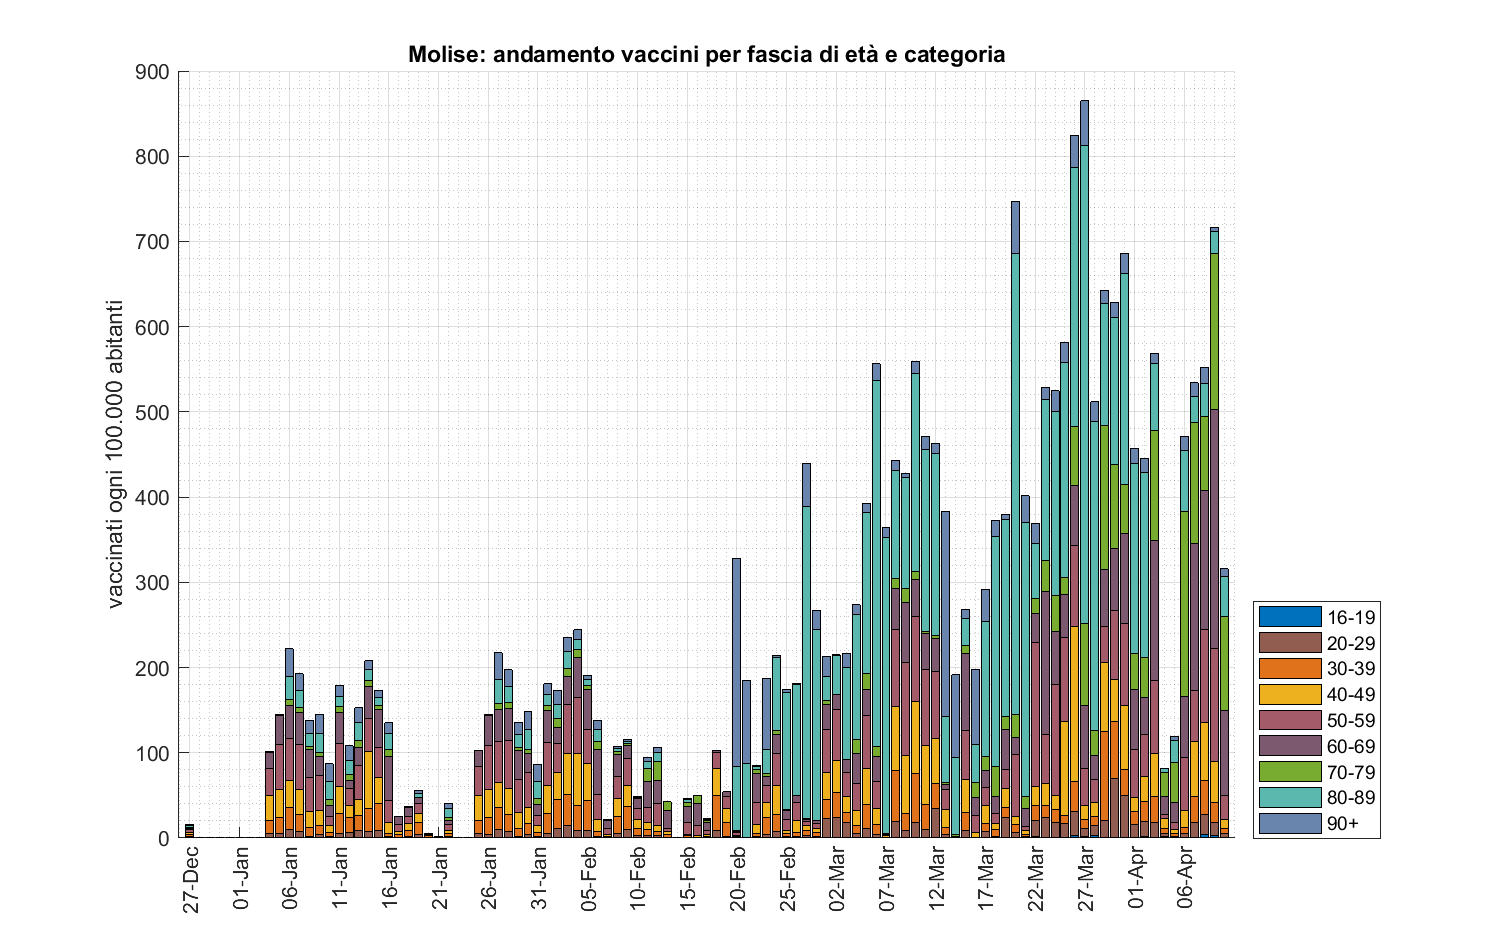 Molise: andamento vaccini per fascia di età e categoria
vaccinati ogni 100.000 abitanti
900
800
700
600
500
400
300
200
100
0
27-Dec
01-Jan
06-Jan
11-Jan
16-Jan
21-Jan
26-Jan
31-Jan
05-Feb
10-Feb
15-Feb
20-Feb
25-Feb
02-Mar
07-Mar
12-Mar
17-Mar
22-Mar
27-Mar
01-Apr
06-Apr
16-19
20-29
30-39
40-49
50-59
60-69
70-79
80-89
90+